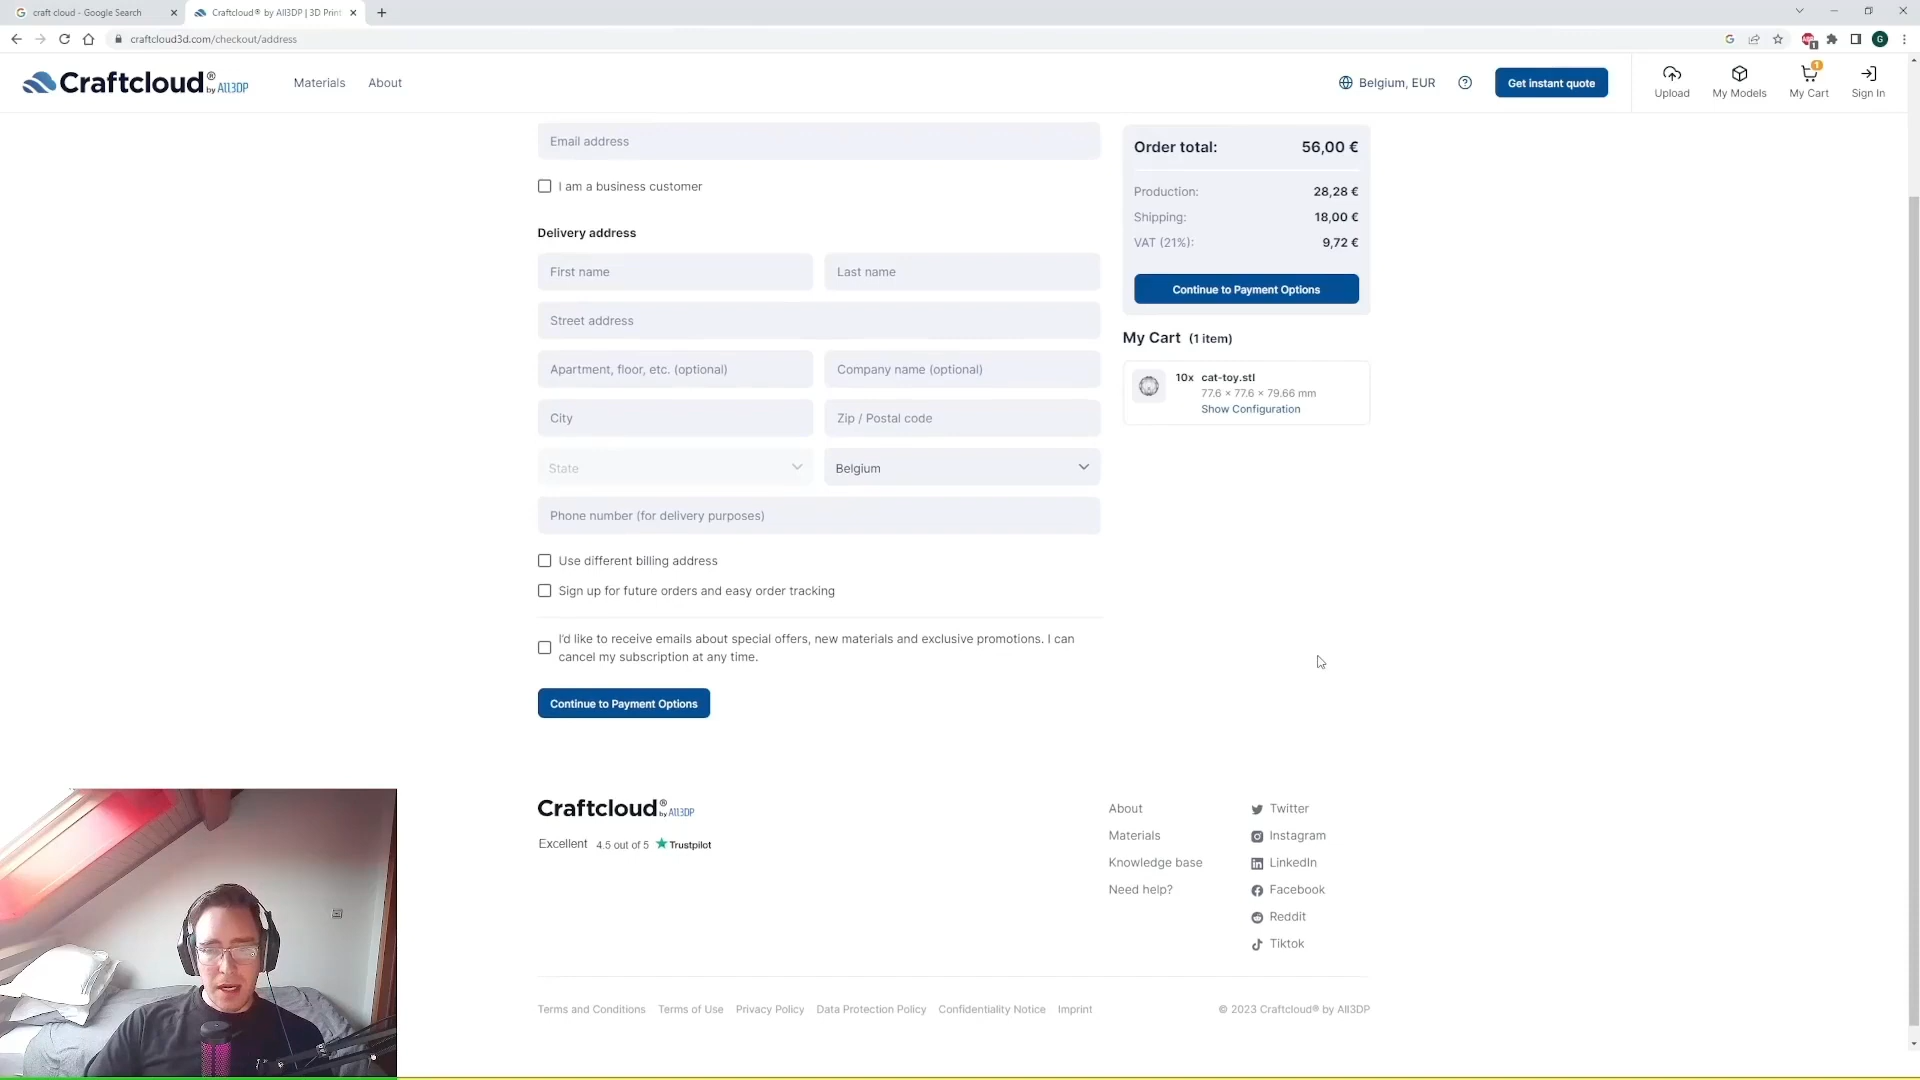 craft cloud - Google Search
Craftcloud® by All3DP | 3D Print
craftcloud3d.com/checkout/address
Craftcloud® by All3DP
Materials
About
Belgium, EUR
Get instant quote
Upload
My Models
1
My Cart
Sign In
Email address
I am a business customer
Delivery address
First name
Last name
Street address
Apartment, floor, etc. (optional)
Company name (optional)
City
Zip / Postal code
State
Belgium
Phone number (for delivery purposes)
Use different billing address
Sign up for future orders and easy order tracking
I'd like to receive emails about special offers, new materials and exclusive promotions. I can
cancel my subscription at any time.
Continue to Payment Options
Order total: 56,00 €
Production: 28,28 €
Shipping: 18,00 €
VAT (21%): 9,72 €
Continue to Payment Options
My Cart (1 item)
10x cat-toy.stl
77.6 × 77.6 × 79.66 mm
Show Configuration
Craftcloud® by All3DP
Excellent 4.5 out of 5 Trustpilot
About
Materials
Knowledge base
Need help?
Twitter
Instagram
LinkedIn
Facebook
Reddit
Tiktok
Terms and Conditions Terms of Use Privacy Policy Data Protection Policy Confidentiality Notice Imprint
© 2023 Craftcloud® by All3DP